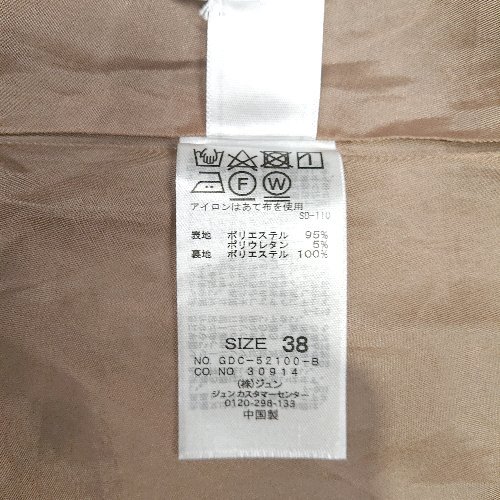 F W
アイロンはあて布を使用
SD-110
表地 ポリエステル 95%
ポリウレタン 5%
裏地 ポリエステル 100%
SIZE 38
NO. GDC-52100-B
CO. NO. 30914
(株)ジュン
ジュンカスタマーセンター
0120-298-133
中国製